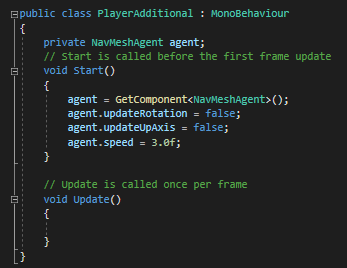 public class PlayerAdditional : MonoBehaviour
{
private NavMeshAgent agent;
// Start is called before the first frame update
void Start()
{
agent = GetComponent<NavMeshAgent>();
agent.updateRotation = false;
agent.updateUpAxis = false;
agent.speed = 3.0f;
}
// Update is called once per frame
void Update()
{
}
}